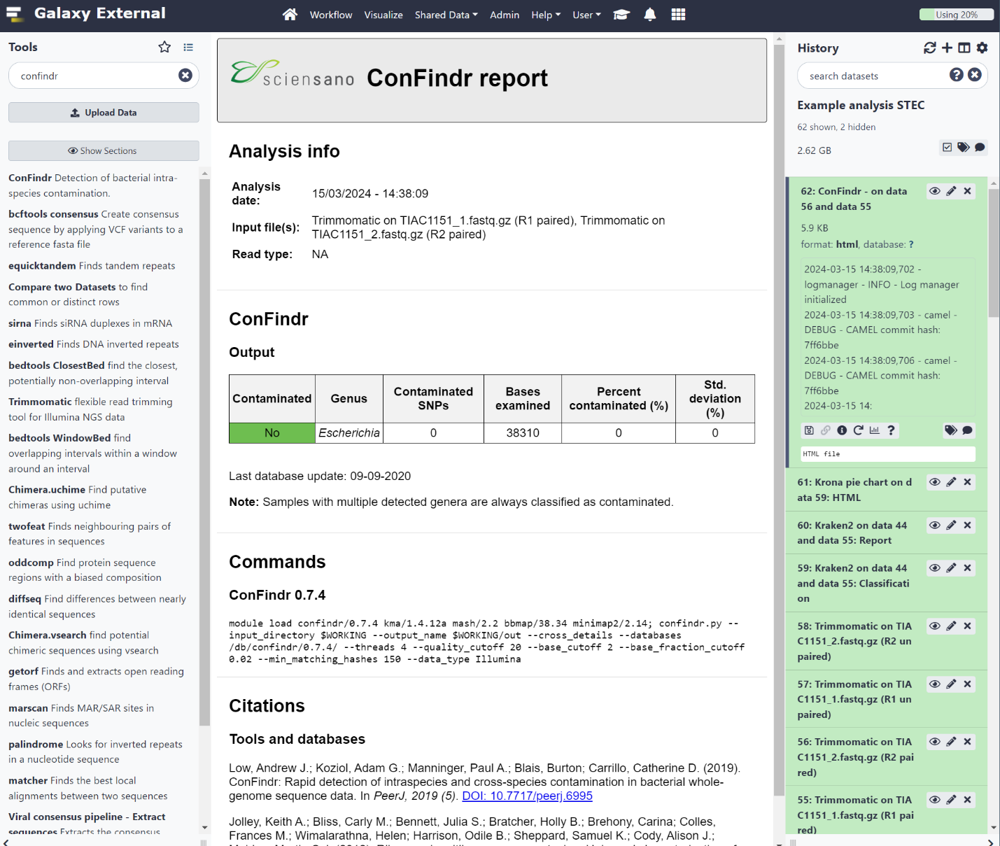 Galaxy External
Workflow
Visualize
Shared Data
Admin
Help
User
Using 20%
Tools
confindr
Upload Data
Show Sections
ConFindr Detection of bacterial intra-
species contamination.
bcftools consensus Create consensus
sequence by applying VCF variants to a
reference fasta file
equicktandem Finds tandem repeats
Compare two Datasets to find
common or distinct rows
sirna Finds siRNA duplexes in mRNA
einverted Finds DNA inverted repeats
bedtools ClosestBed find the closest,
potentially non-overlapping interval
Trimmomatic flexible read trimming
tool for Illumina NGS data
bedtools WindowBed find
overlapping intervals within a window
around an interval
Chimera.uchime Find putative
chimeras using uchime
twofeat Finds neighbouring pairs of
features in sequences
oddcomp Find protein sequence
regions with a biased composition
diffseq Find differences between nearly
identical sequences
Chimera.vsearch find potential
chimeric sequences using vsearch
getorf Finds and extracts open reading
frames (ORFs)
marscan Finds MAR/SAR sites in
nucleic sequences
palindrome Looks for inverted repeats
in a nucleotide sequence
matcher Finds the best local
alignments between two sequences
Viral consensus pipeline - Extract
sequences Extracts the consensus
sciensano
ConFindr report
Analysis info
Analysis
date:
15/03/2024 - 14:38:09
Input file(s):
Trimmomatic on TIAC1151_1.fastq.gz (R1 paired), Trimmomatic on
TIAC1151_2.fastq.gz (R2 paired)
Read type:
NA
ConFindr
Output
Contaminated
Genus
Contaminated
SNPs
Bases
examined
Percent
contaminated (%)
Std.
deviation
(%)
No
Escherichia
0
38310
0
0
Last database update: 09-09-2020
Note: Samples with multiple detected genera are always classified as contaminated.
Commands
ConFindr 0.7.4
module load confindr/0.7.4 kma/1.4.12a mash/2.2 bbmap/38.34 minimap2/2.14; confindr.py --
input_directory $WORKING --output_name $WORKING/out --cross_details --databases
/db/confindr/0.7.4/ --threads 4 --quality_cutoff 20 --base_cutoff 2 --base_fraction_cutoff
0.02 --min_matching_hashes 150 --data_type Illumina
Citations
Tools and databases
Low, Andrew J.; Koziol, Adam G.; Manninger, Paul A.; Blais, Burton; Carrillo, Catherine D. (2019).
ConFindr: Rapid detection of intraspecies and cross-species contamination in bacterial whole-
genome sequence data. In PeerJ, 2019 (5). DOI: 10.7717/peerj.6995
Jolley, Keith A.; Bliss, Carly M.; Bennett, Julia S.; Bratcher, Holly B.; Brehony, Carina; Colles,
Frances M.; Wimalarathna, Helen; Harrison, Odile B.; Sheppard, Samuel K.; Cody, Alison J.;
History
search datasets
Example analysis STEC
62 shown, 2 hidden
2.62 GB
62: ConFindr - on data
56 and data 55
5.9 KB
format: html, database: ?
2024-03-15 14:38:09,702 -
logmanager - INFO - Log manager
initialized
2024-03-15 14:38:09,703 - camel -
DEBUG - CAMEL commit hash:
7ff6bbe
2024-03-15 14:38:09,706 - camel -
DEBUG - CAMEL commit hash:
7ff6bbe
2024-03-15 14:
HTML file
61: Krona pie chart on d
ata 59: HTML
60: Kraken2 on data 44
and data 55: Report
59: Kraken2 on data 44
and data 55: Classificati
on
58: Trimmomatic on TIA
C1151_2.fastq.gz (R2 un
paired)
57: Trimmomatic on TIA
C1151_1.fastq.gz (R1 un
paired)
56: Trimmomatic on TIA
C1151_2.fastq.gz (R2 pai
red)
55: Trimmomatic on TIA
C1151_1.fastq.gz (R1 pai
red)